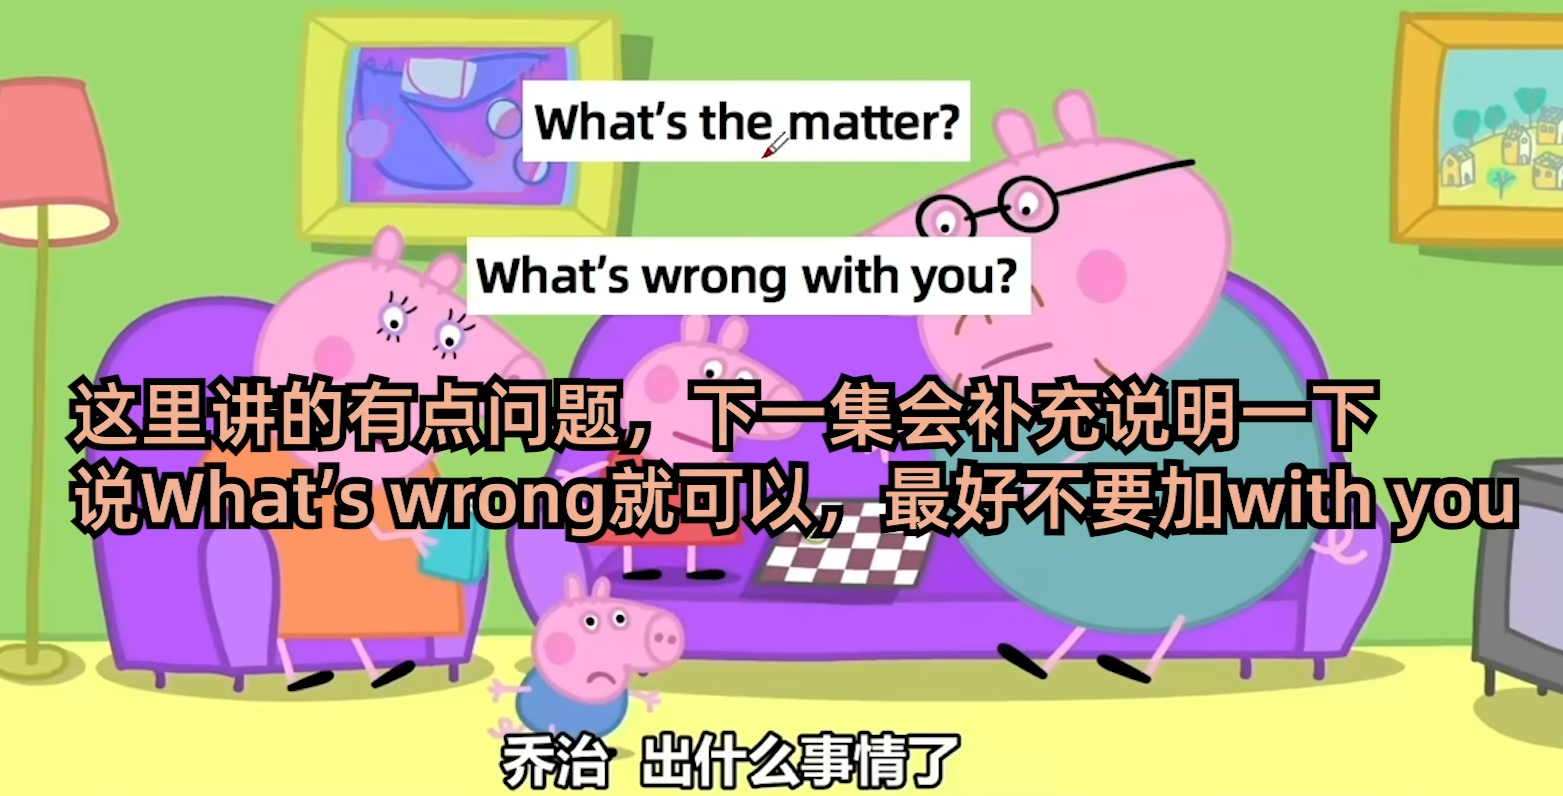 What’s the matter?
What’s wrong with you?
这里讲的有点问题，下一集会补充说明一下
说What’s wrong就可以，最好不要加with you
乔治 出什么事情了